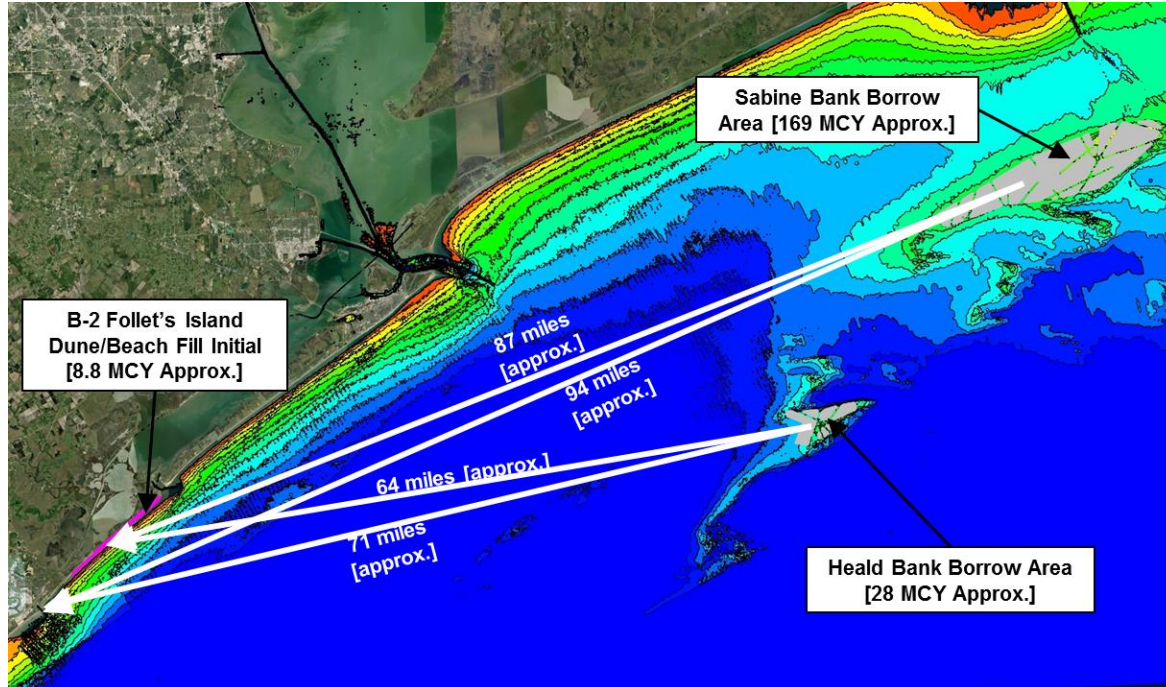 Sabine Bank Borrow
Area [169 MCY Approx.]
B-2 Follet's Island
Dune/Beach Fill Initial
[8.8 MCY Approx.]
87 miles
[approx.]
94 miles
[approx.]
64 miles [approx.]
71 miles
[approx.]
Heald Bank Borrow Area
[28 MCY Approx.]